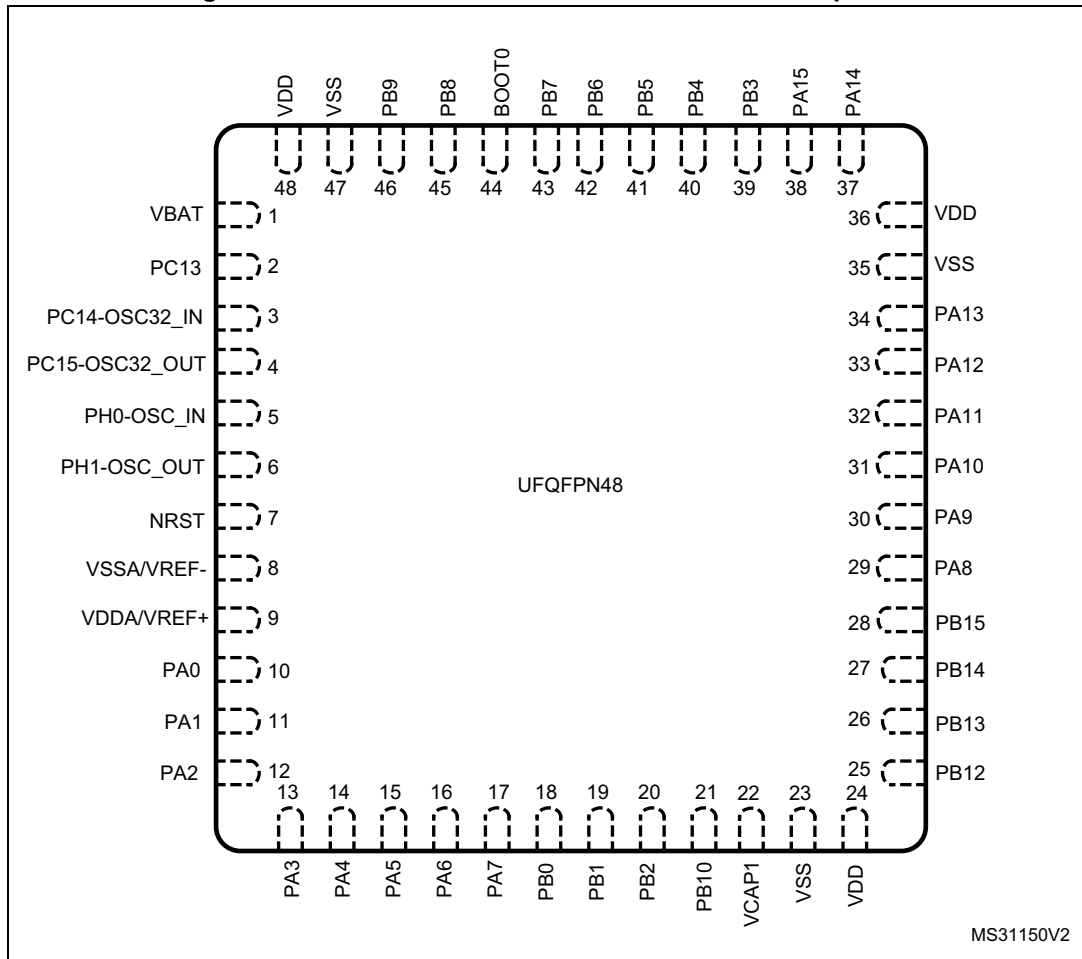 VDD
VSS
PB9
PB8
BOOT0
PB7
PB6
PB5
PB4
PB3
PA15
PA14
48 47 46 45 44 43 42 41 40 39 38 37
VBAT 1
PC13 2
PC14-OSC32_IN 3
PC15-OSC32_OUT 4
PH0-OSC_IN 5
PH1-OSC_OUT 6
NRST 7
VSSA/VREF- 8
VDDA/VREF+ 9
PA0 10
PA1 11
PA2 12
UFQFPN48
36 VDD
35 VSS
34 PA13
33 PA12
32 PA11
31 PA10
30 PA9
29 PA8
28 PB15
27 PB14
26 PB13
25 PB12
13 14 15 16 17 18 19 20 21 22 23 24
PA3
PA4
PA5
PA6
PA7
PB0
PB1
PB2
PB10
VCAP1
VSS
VDD
MS31150V2